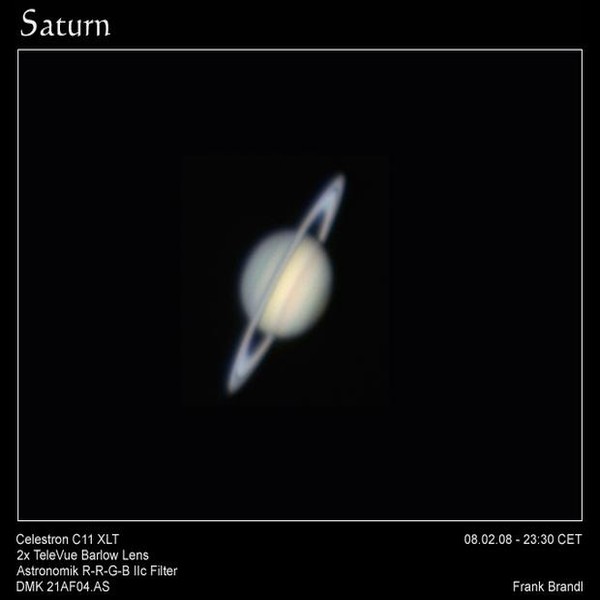 Saturn
Celestron C11 XLT
2x TeleVue Barlow Lens
Astronomik R-R-G-B IIc Filter
DMK 21AF04.AS
08.02.08 - 23:30 CET
Frank Brandl